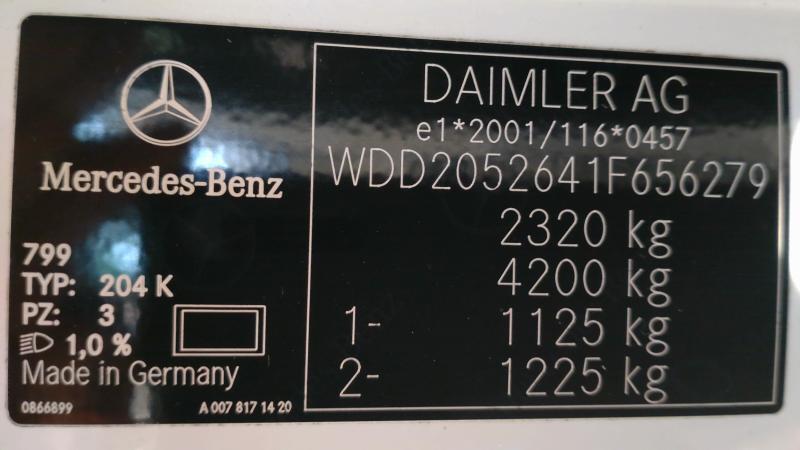 Mercedes-Benz
799
TYP: 204 K
PZ: 3
1,0 %
Made in Germany
0866899
A 007 817 14 20
DAIMLER AG
e1*2001/116*0457
WDD2052641F656279
2320 kg
4200 kg
1- 1125 kg
2- 1225 kg